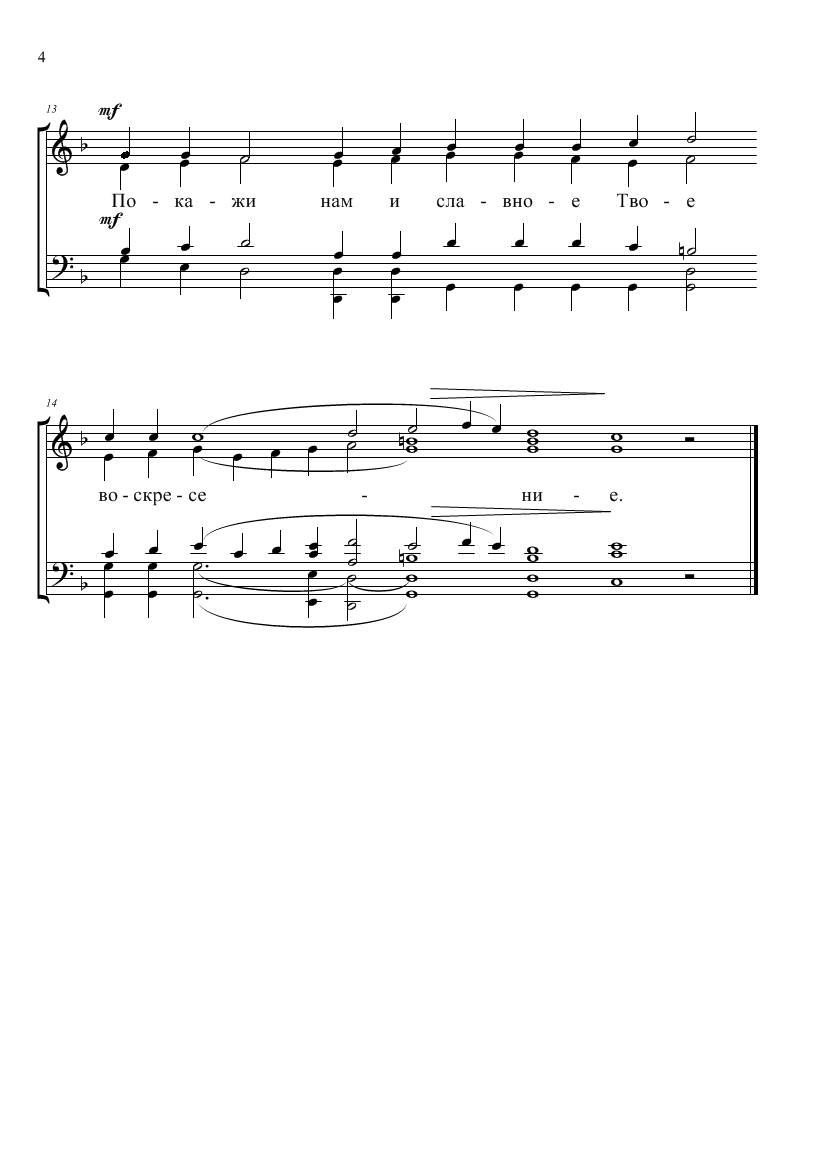 4
13
mf
По - ка - жи нам и сла - вно - е Тво - е
mf
14
во - скре - се - ни - е.